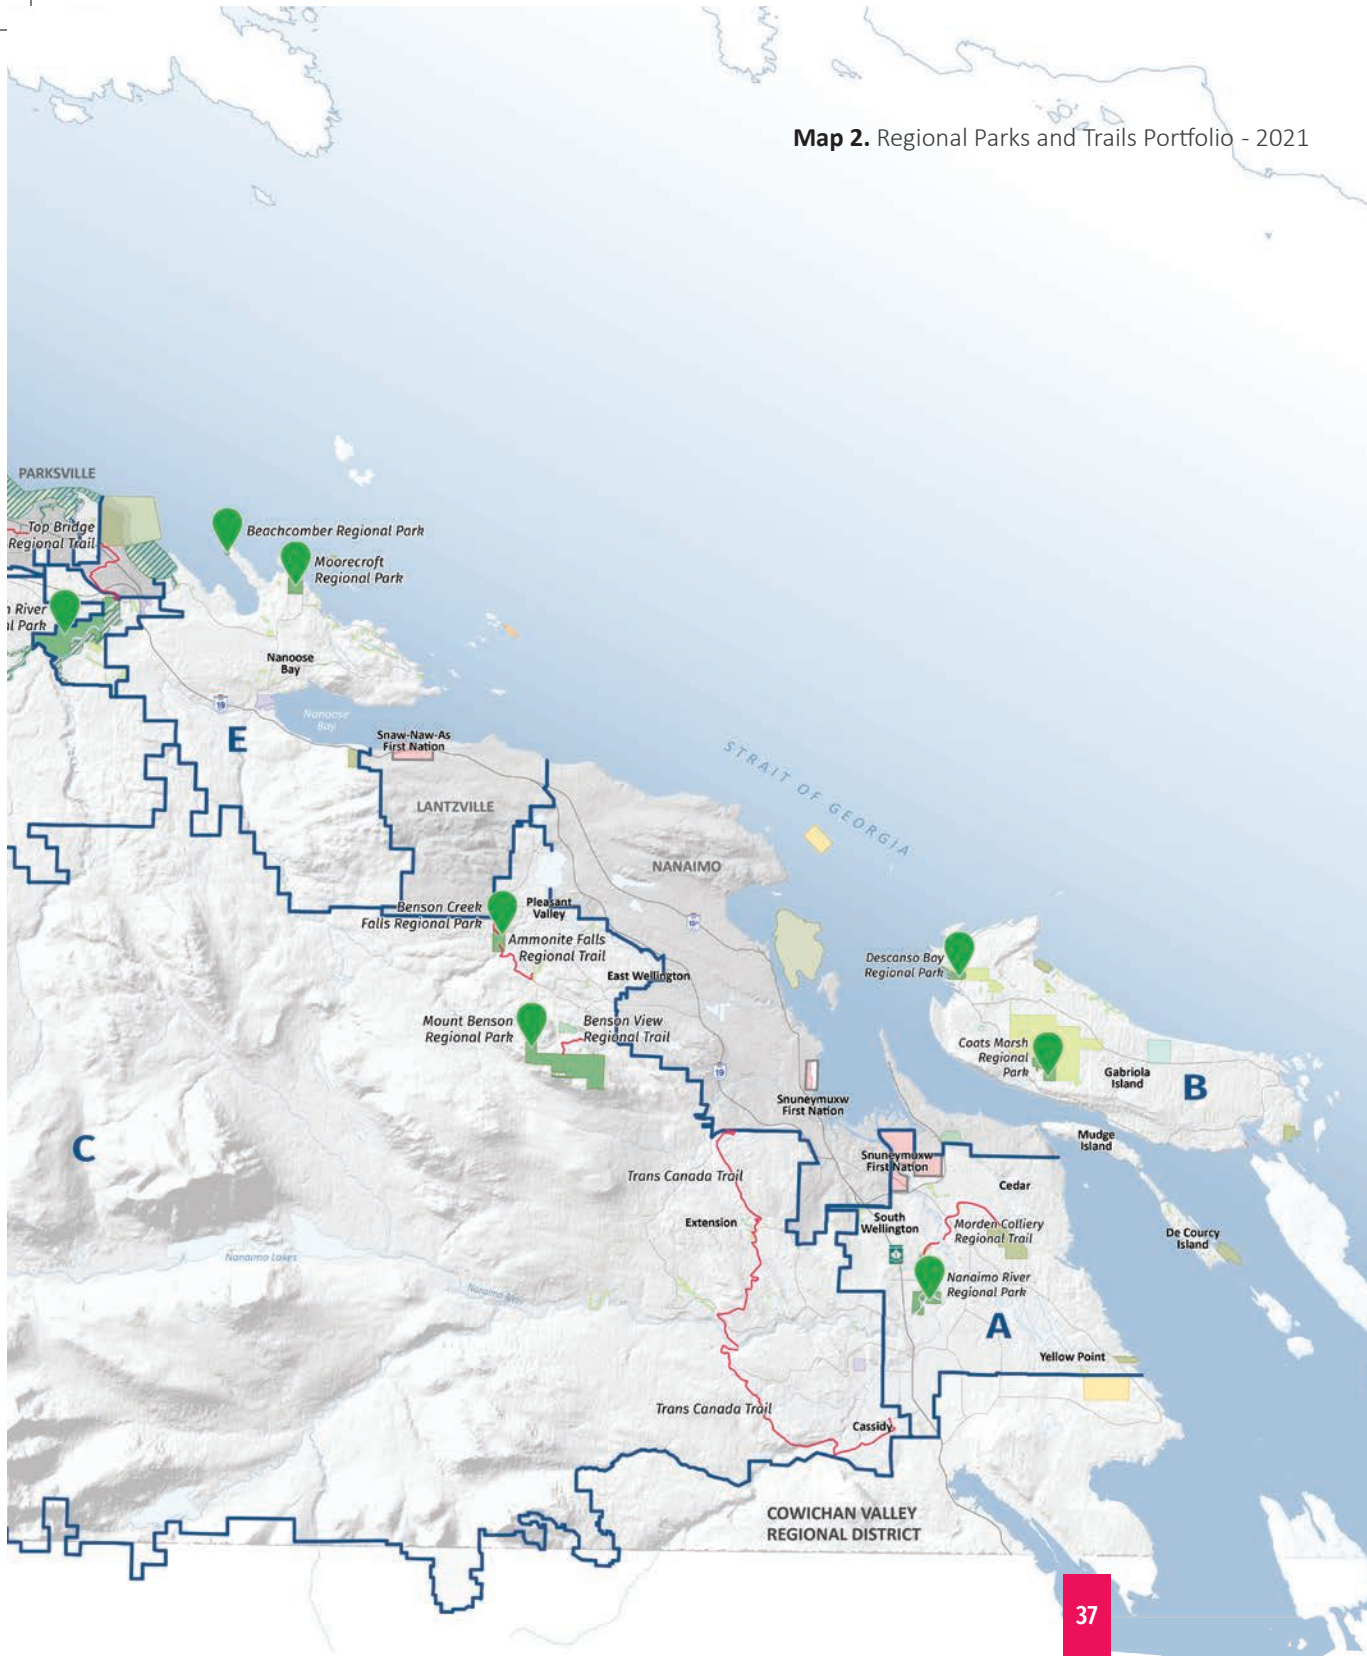 Map 2. Regional Parks and Trails Portfolio - 2021
PARKSVILLE
Top Bridge
Regional Trail
Beachcomber Regional Park
Moorecroft
Regional Park
River
Park
Nanoose
Bay
19
Nanoose
Bay
E
Snaw-Naw-As
First Nation
LANTZVILLE
STRAIT OF GEORGIA
NANAIMO
Benson Creek
Falls Regional Park
Pleasant
Valley
Ammonite Falls
Regional Trail
East Wellington
Descanso Bay
Regional Park
Mount Benson
Regional Park
Benson View
Regional Trail
Coats Marsh
Regional
Park
Gabriola
Island
B
19
Snuneymuxw
First Nation
C
Mudge
Island
Snuneymuxw
First Nation
Trans Canada Trail
Cedar
Extension
South
Wellington
Morden Colliery
Regional Trail
De Courcy
Island
Nanaimo Lakes
1
Nanaimo River
Nanaimo River
Regional Park
A
Yellow Point
Trans Canada Trail
Cassidy
COWICHAN VALLEY
REGIONAL DISTRICT
37